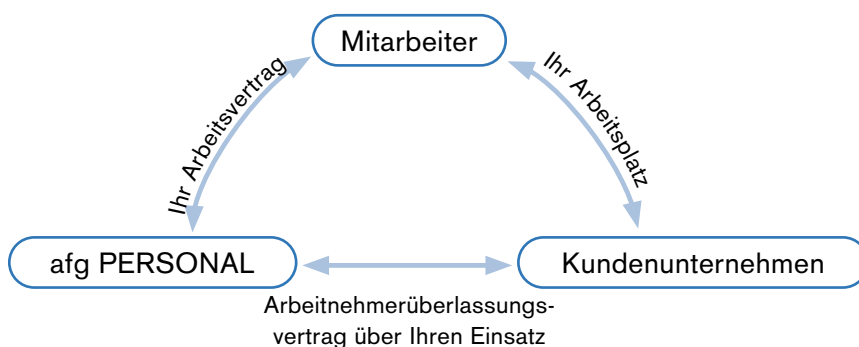 Mitarbeiter
Ihr Arbeitsvertrag
Ihr Arbeitsplatz
afg PERSONAL
Kundenunternehmen
Arbeitnehmerüberlassungs-
vertrag über Ihren Einsatz